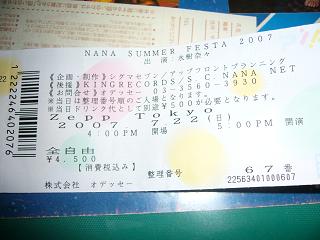 NANA SUMMER FESTA 2007
出 演:水樹奈々
《企画・制作》シグマセブン/アップフロントプランニング
《後援》KINGRECORDS/S.C.NANA NET
《お問合せ》オデッセー 03-3560-3930
※当日は整理番号順のご入場となります。
※当日ドリンク代として別途¥500が必要となります。
Zepp Tokyo
2007 7/22(日)
4:00PM 開場 5:00PM 開演
全自由
¥4,500
【消費税込み】 整理番号 67番
株式会社 オデッセー 22563401000607
1222464402076